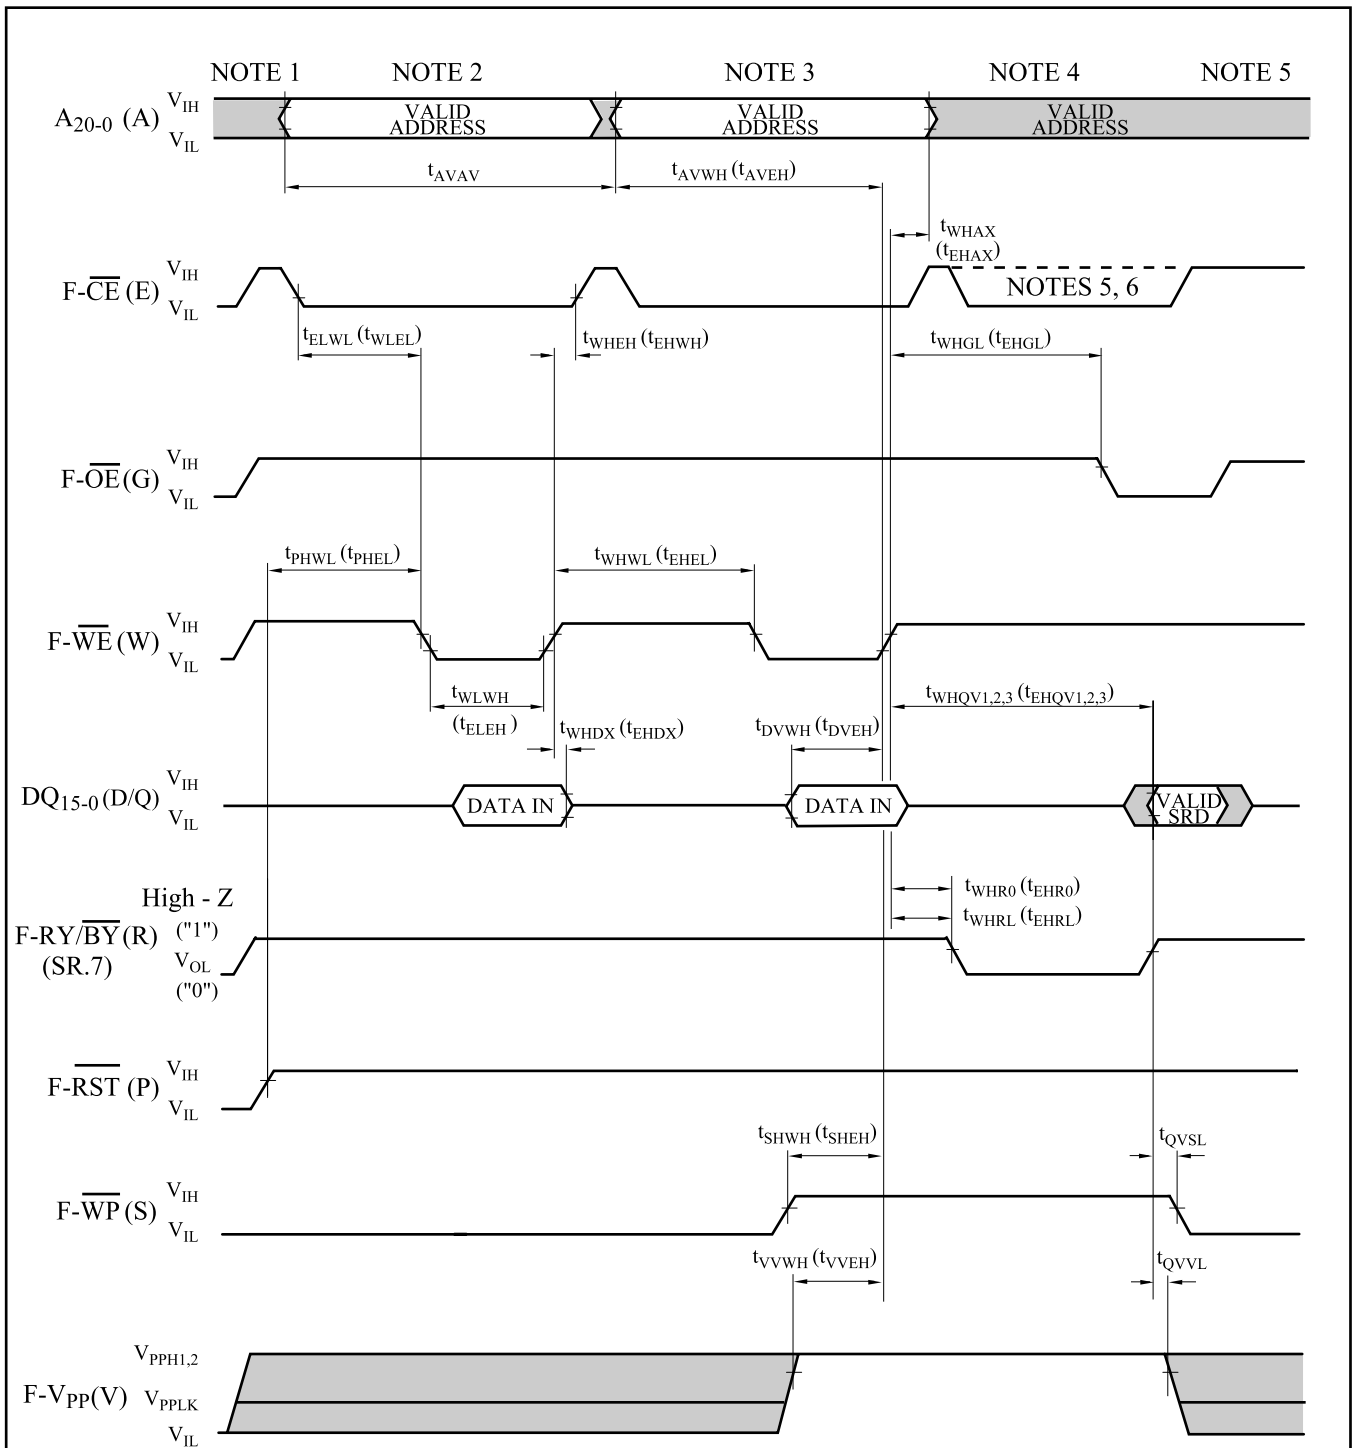 NOTE 1 NOTE 2 NOTE 3 NOTE 4 NOTE 5
A20-0 (A) VIH VIL
VALID ADDRESS VALID ADDRESS VALID ADDRESS
tAVAV tAVWH (tAVEH)
tWHAX
(tEHAX)
F-CE (E) VIH VIL
NOTES 5, 6
tELWL (tWLEL) tWHEH (tEHWH) tWHGL (tEHGL)
F-OE (G) VIH VIL
tPHWL (tPHEL) tWHWL (tEHEL)
F-WE (W) VIH VIL
tWLWH
(tELEH)
tWHDX (tEHDX) tDVWH (tDVEH) tWHQV1,2,3 (tEHQV1,2,3)
DQ15-0 (D/Q) VIH VIL
DATA IN DATA IN VALID SRD
tWHR0 (tEHR0)
tWHRL (tEHRL)
High - Z
("1")
F-RY/BY (R)
(SR.7)
VOL
("0")
F-RST (P) VIH VIL
tSHWH (tSHEH) tQVSL
F-WP (S) VIH VIL
tVVWH (tVVEH) tQVVL
VPPH1,2
F-VPP (V) VPPLK
VIL